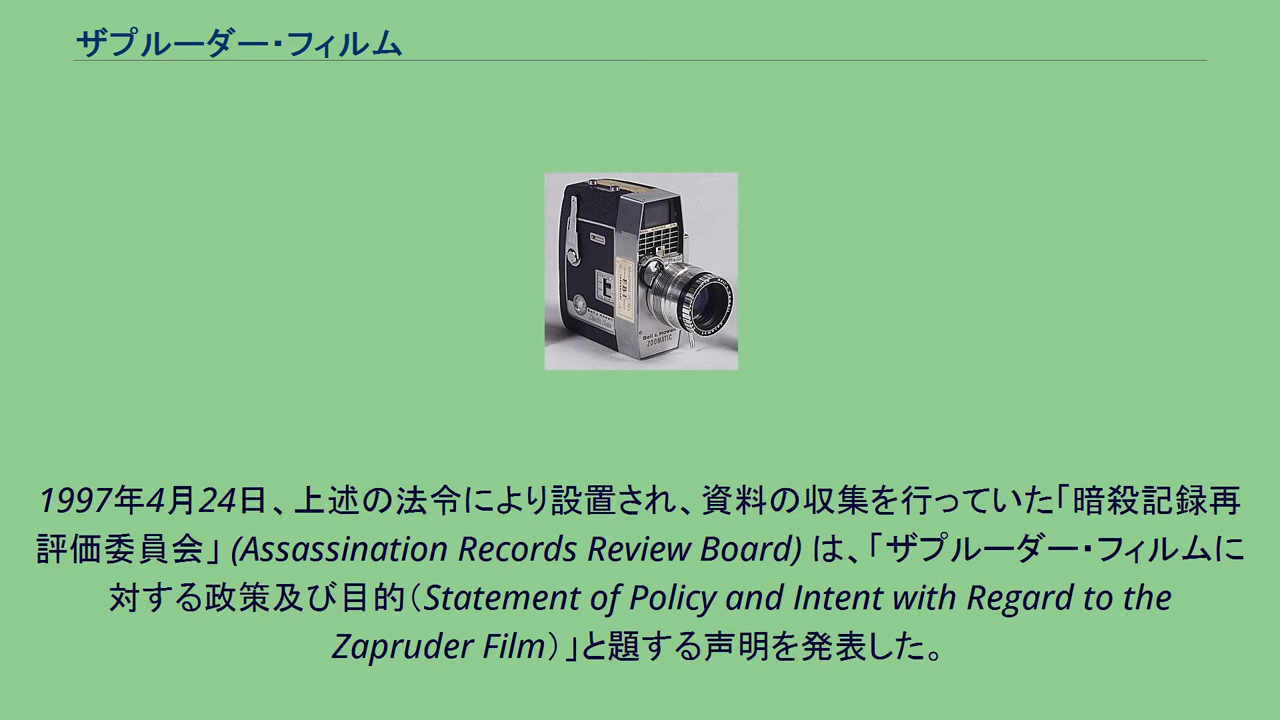 ザプルーダー・フィルム
Bell & Howell
ZOOMATIC
1997年4月24日、上述の法令により設置され、資料の収集を行っていた「暗殺記録再
評価委員会」 (Assassination Records Review Board) は、「ザプルーダー・フィルムに
対する政策及び目的（Statement of Policy and Intent with Regard to the
Zapruder Film）」と題する声明を発表した。